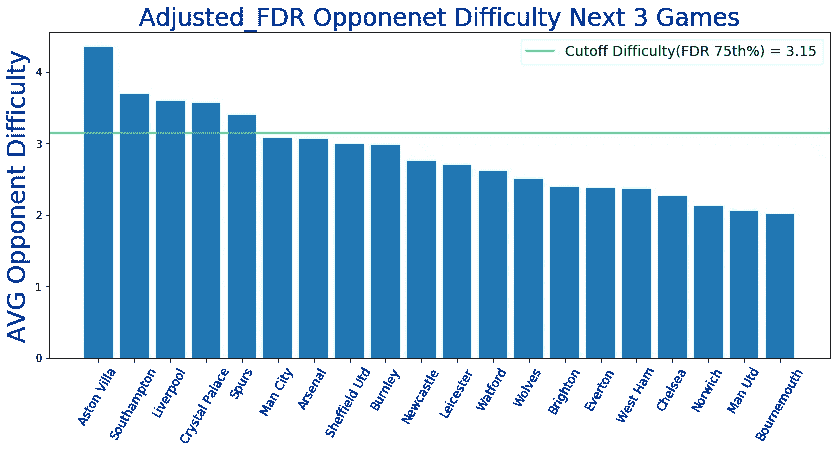 Adjusted_FDR Opponenet Difficulty Next 3 Games
Cutoff Difficulty(FDR 75th%) = 3.15
AVG Opponent Difficulty
4
3
2
1
0
Aston Villa
Southampton
Liverpool
Crystal Palace
Spurs
Man City
Arsenal
Sheffield Utd
Burnley
Newcastle
Leicester
Watford
Wolves
Brighton
Everton
West Ham
Chelsea
Norwich
Man Utd
Bournemouth